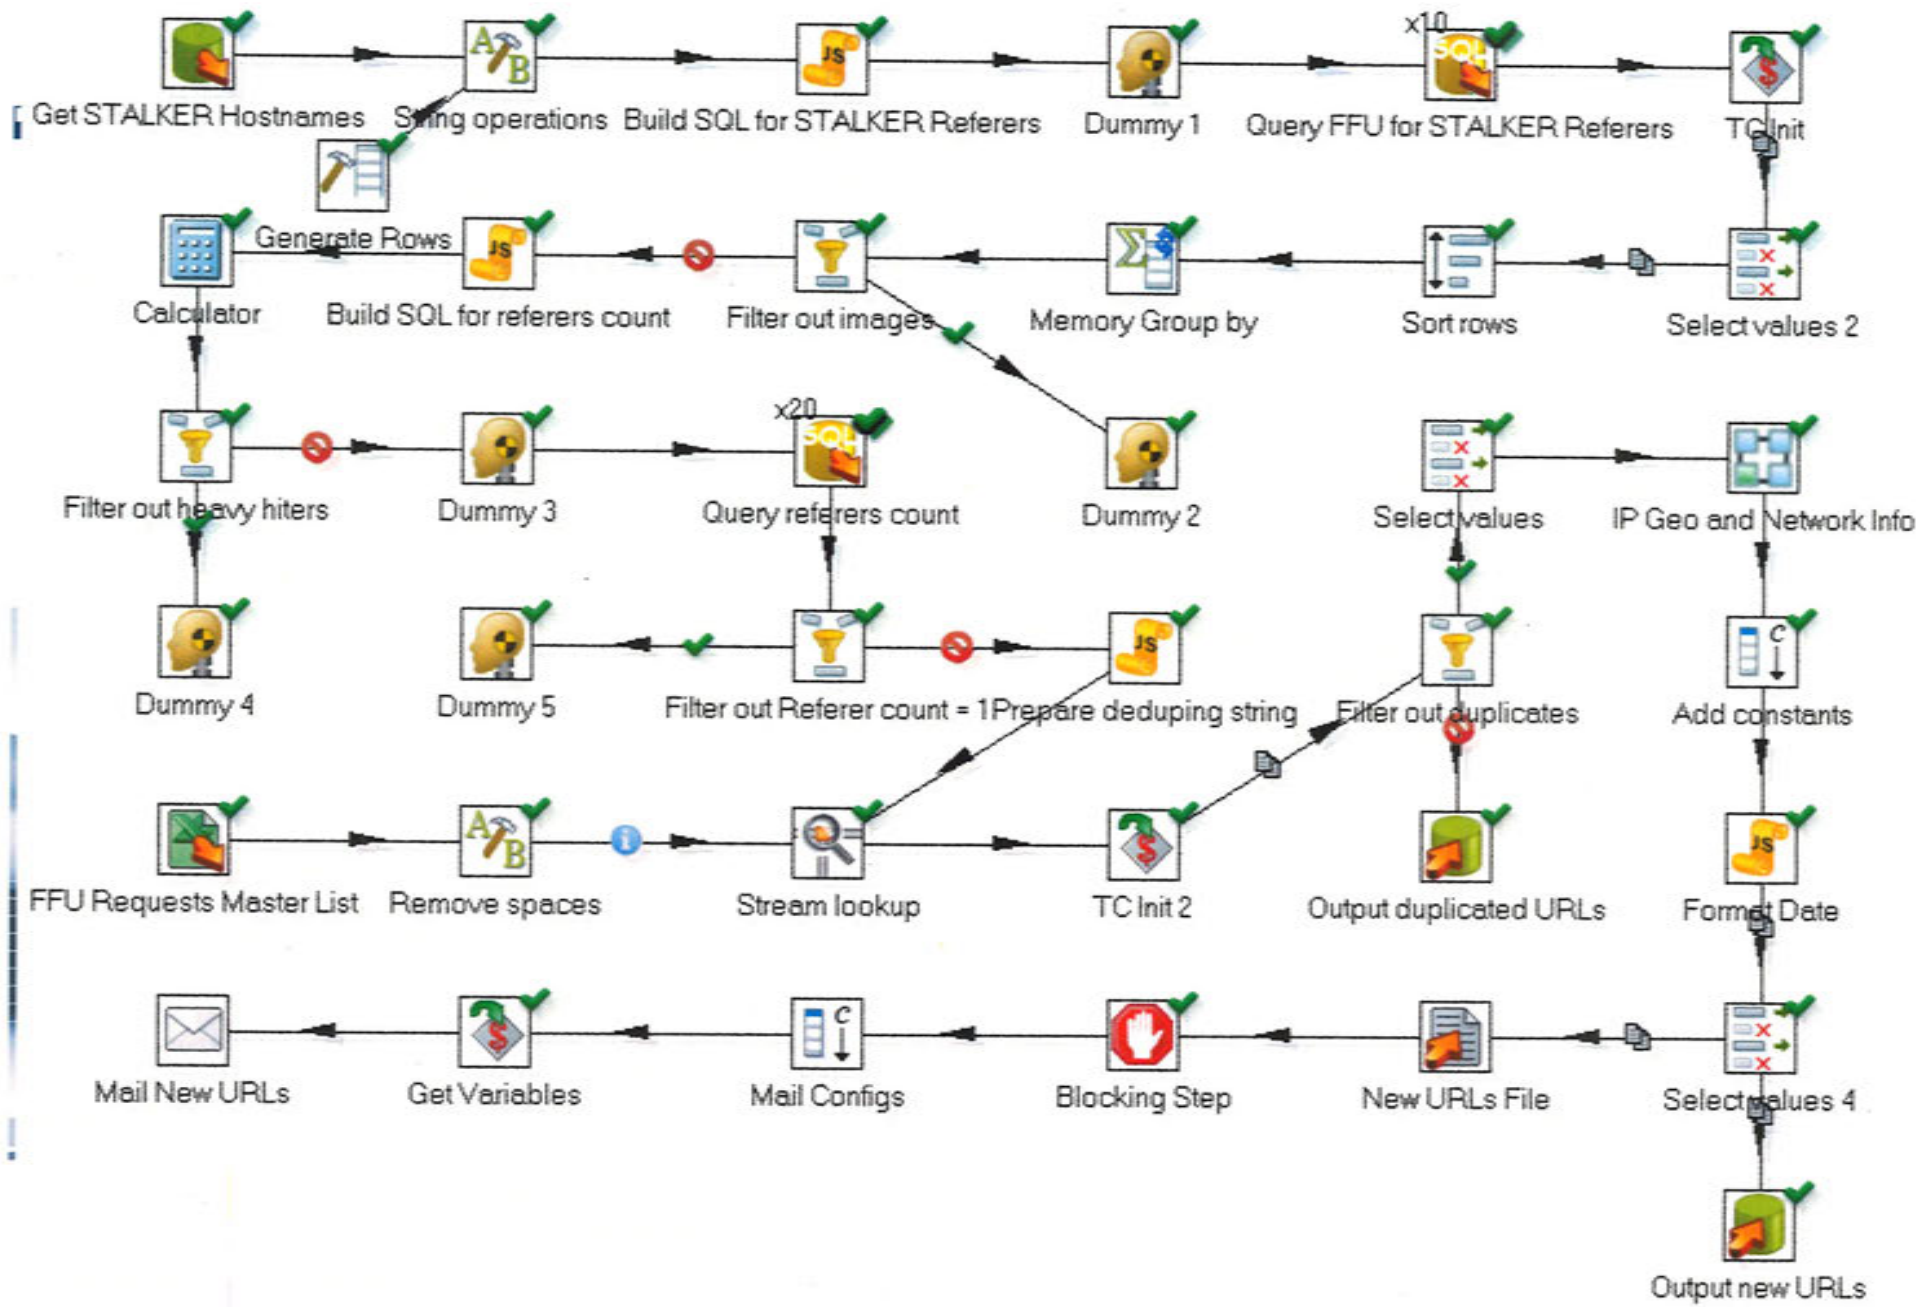 x10
Get STALKER Hostnames
String operations
Build SQL for STALKER Referers
Dummy 1
Query FFU for STALKER Referers
TC Init
Generate Rows
Calculator
Build SQL for referers count
Filter out images
Memory Group by
Sort rows
Select values 2
x20
Filter out heavy hiters
Dummy 3
Query referers count
Dummy 2
Select values
IP Geo and Network Info
Dummy 4
Dummy 5
Filter out Referer count = 1
Prepare deduping string
Filter out duplicates
Add constants
FFU Requests Master List
Remove spaces
Stream lookup
TC Init 2
Output duplicated URLs
Format Date
Mail New URLs
Get Variables
Mail Configs
Blocking Step
New URLs File
Select values 4
Output new URLs